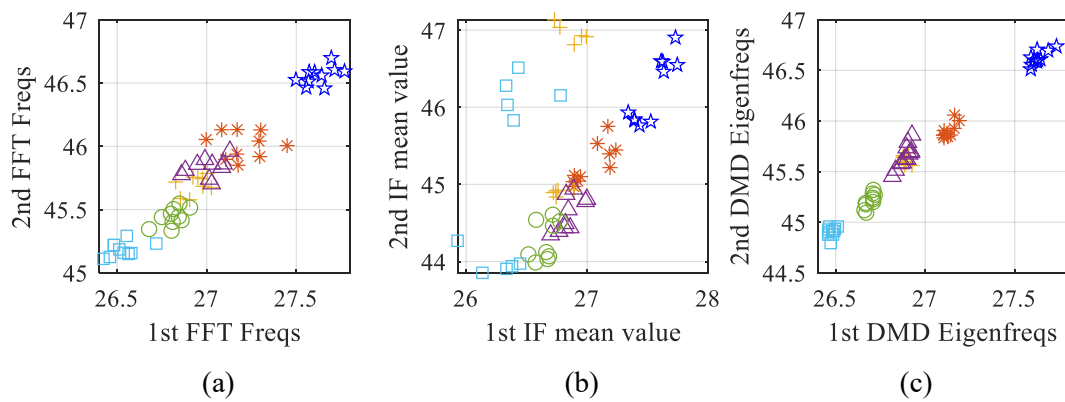 2nd FFT Freqs
47
46.5
46
45.5
45
26.5
27
27.5
1st FFT Freqs
(a)
2nd IF mean value
47
46
45
44
26
27
28
1st IF mean value
(b)
2nd DMD Eigenfreqs
47
46.5
46
45.5
45
44.5
26.5
27
27.5
1st DMD Eigenfreqs
(c)